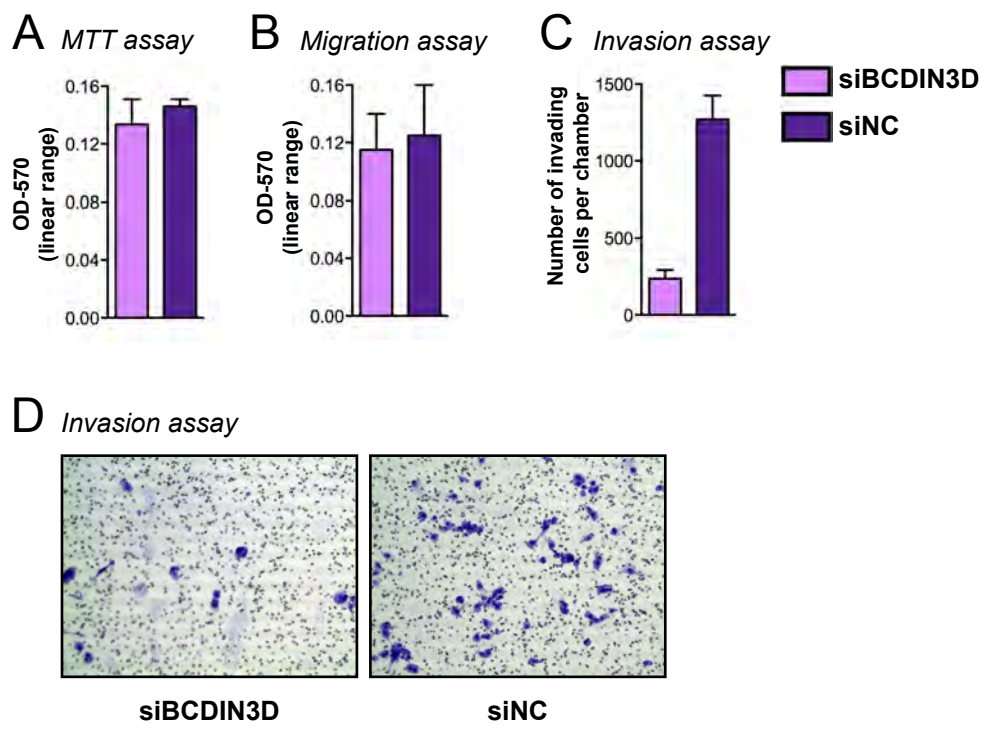 A MTT assay
0.16
0.12
0.08
0.04
0.00
OD-570
(linear range)
B Migration assay
0.16
0.12
0.08
0.04
0.00
OD-570
(linear range)
C Invasion assay
1500
1000
500
0
Number of invading
cells per chamber
siBCDIN3D
siNC
D Invasion assay
siBCDIN3D
siNC